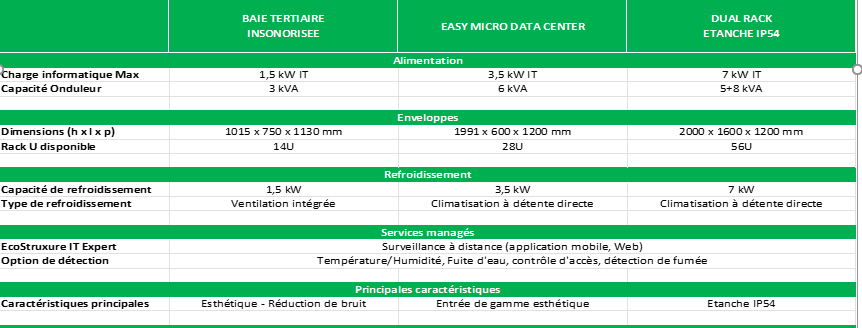 BAIE TERTIAIRE INSONORISEE EASY MICRO DATA CENTER DUAL RACK ETANCHE IP54
Alimentation
Charge informatique Max 1,5 kW IT 3,5 kW IT 7 kW IT
Capacité Onduleur 3 kVA 6 kVA 5+8 kVA
Enveloppes
Dimensions (h x l x p) 1015 x 750 x 1130 mm 1991 x 600 x 1200 mm 2000 x 1600 x 1200 mm
Rack U disponible 14U 28U 56U
Refroidissement
Capacité de refroidissement 1,5 kW 3,5 kW 7 kW
Type de refroidissement Ventilation intégrée Climatisation à détente directe Climatisation à détente directe
Services managés
EcoStruxure IT Expert Surveillance à distance (application mobile, Web)
Option de détection Température/Humidité, Fuite d'eau, contrôle d'accès, détection de fumée
Principales caractéristiques
Caractéristiques principales Esthétique - Réduction de bruit Entrée de gamme esthétique Etanche IP54